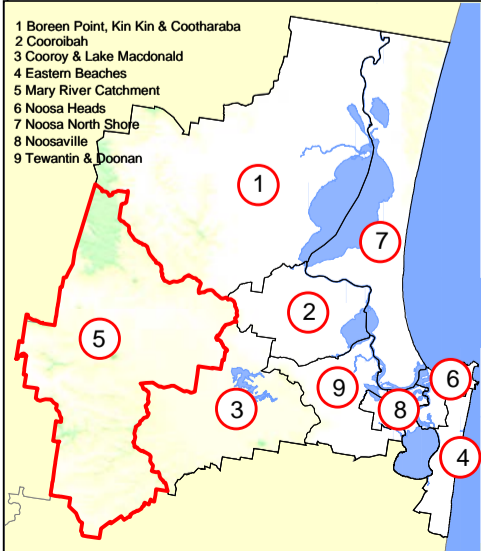 1 Boreen Point, Kin Kin & Cootharaba
2 Cooroibah
3 Cooroy & Lake Macdonald
4 Eastern Beaches
5 Mary River Catchment
6 Noosa Heads
7 Noosa North Shore
8 Noosaville
9 Tewantin & Doonan
1
7
2
5
9
6
3
8
4